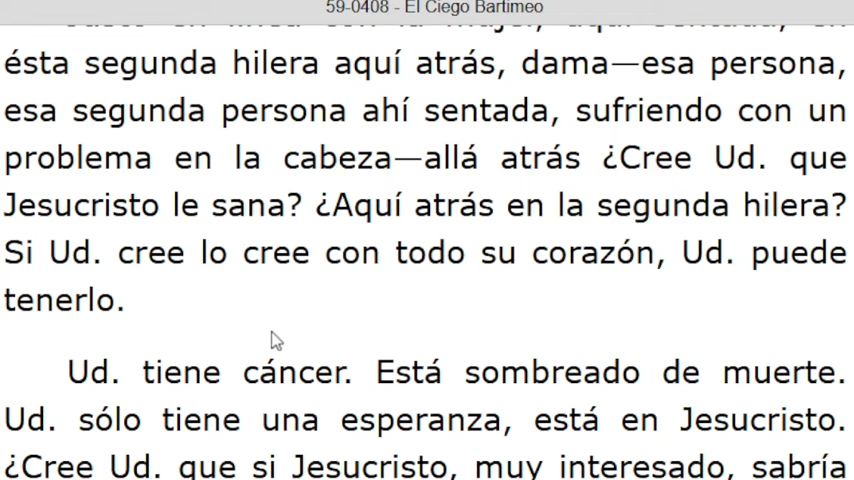 59-0408 - El Ciego Bartimeo
ésta segunda hilera aquí atrás, dama—esa persona,
esa segunda persona ahí sentada, sufriendo con un
problema en la cabeza—allá atrás ¿Cree Ud. que
Jesucristo le sana? ¿Aquí atrás en la segunda hilera?
Si Ud. cree lo cree con todo su corazón, Ud. puede
tenerlo.
Ud. tiene cáncer. Está sombreado de muerte.
Ud. sólo tiene una esperanza, está en Jesucristo.
¿Cree Ud. que si Jesucristo, muy interesado, sabría